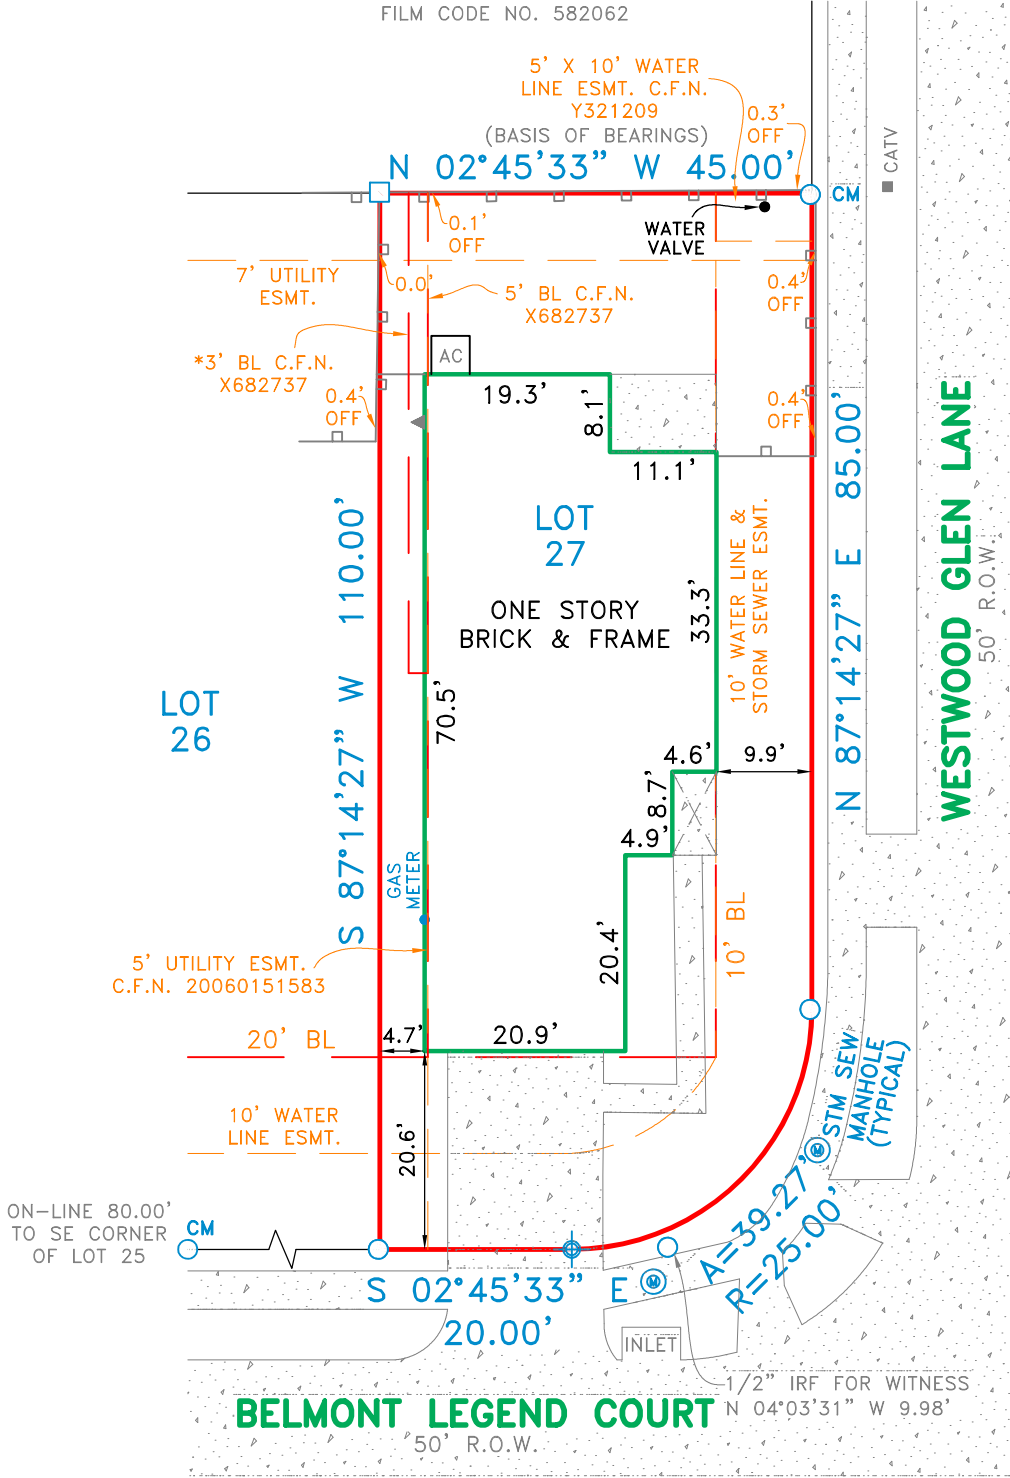 FILM CODE NO. 582062
5' X 10' WATER
LINE ESMT. C.F.N.
Y321209
0.3'
OFF
(BASIS OF BEARINGS)
N 02°45'33" W 45.00'
CATV
CM
0.1'
OFF
WATER
VALVE
7' UTILITY
ESMT.
0.0'
5' BL C.F.N.
X682737
0.4'
OFF
*3' BL C.F.N.
X682737
AC
0.4'
OFF
19.3'
8.1'
0.4'
OFF
11.1'
LOT
27
ONE STORY
BRICK & FRAME
33.3'
10' WATER LINE &
STORM SEWER ESMT.
N 87°14'27" E 85.00'
WESTWOOD GLEN LANE
50' R.O.W.
S 87°14'27" W 110.00'
LOT
26
70.5'
4.6'
9.9'
8.7'
4.9'
GAS
METER
20.4'
10' BL
5' UTILITY ESMT.
C.F.N. 20060151583
20' BL
4.7'
20.9'
10' WATER
LINE ESMT.
20.6'
STM SEW
MANHOLE
(TYPICAL)
M
ON-LINE 80.00'
TO SE CORNER
OF LOT 25
CM
A=39.27'
R=25.00'
M
S 02°45'33" E
20.00'
INLET
1/2" IRF FOR WITNESS
N 04°03'31" W 9.98'
BELMONT LEGEND COURT
50' R.O.W.